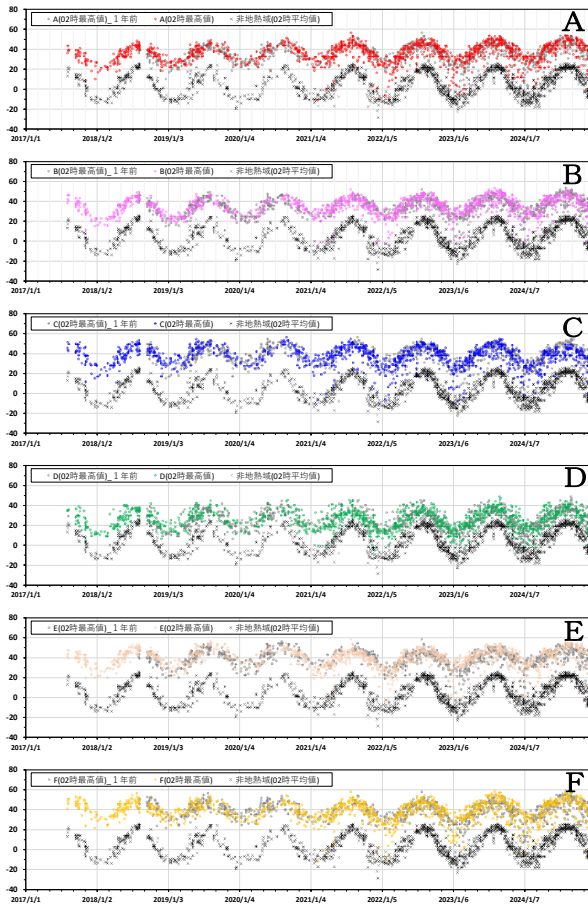 80
60
40
20
0
-20
-40
A(02時最高値)_ 1 年前 A(02時最高値) 非地熱域(02時平均値)
A
2017/1/1 2018/1/2 2019/1/3 2020/1/4 2021/1/4 2022/1/5 2023/1/6 2024/1/7
80
60
40
20
0
-20
-40
B(02時最高値)_ 1 年前 B(02時最高値) 非地熱域(02時平均値)
B
2017/1/1 2018/1/2 2019/1/3 2020/1/4 2021/1/4 2022/1/5 2023/1/6 2024/1/7
80
60
40
20
0
-20
-40
C(02時最高値)_ 1 年前 C(02時最高値) 非地熱域(02時平均値)
C
2017/1/1 2018/1/2 2019/1/3 2020/1/4 2021/1/4 2022/1/5 2023/1/6 2024/1/7
80
60
40
20
0
-20
-40
D(02時最高値)_ 1 年前 D(02時最高値) 非地熱域(02時平均値)
D
2017/1/1 2018/1/2 2019/1/3 2020/1/4 2021/1/4 2022/1/5 2023/1/6 2024/1/7
80
60
40
20
0
-20
-40
E(02時最高値)_ 1 年前 E(02時最高値) 非地熱域(02時平均値)
E
2017/1/1 2018/1/2 2019/1/3 2020/1/4 2021/1/4 2022/1/5 2023/1/6 2024/1/7
80
60
40
20
0
-20
-40
F(02時最高値)_ 1 年前 F(02時最高値) 非地熱域(02時平均値)
F
2017/1/1 2018/1/2 2019/1/3 2020/1/4 2021/1/4 2022/1/5 2023/1/6 2024/1/7